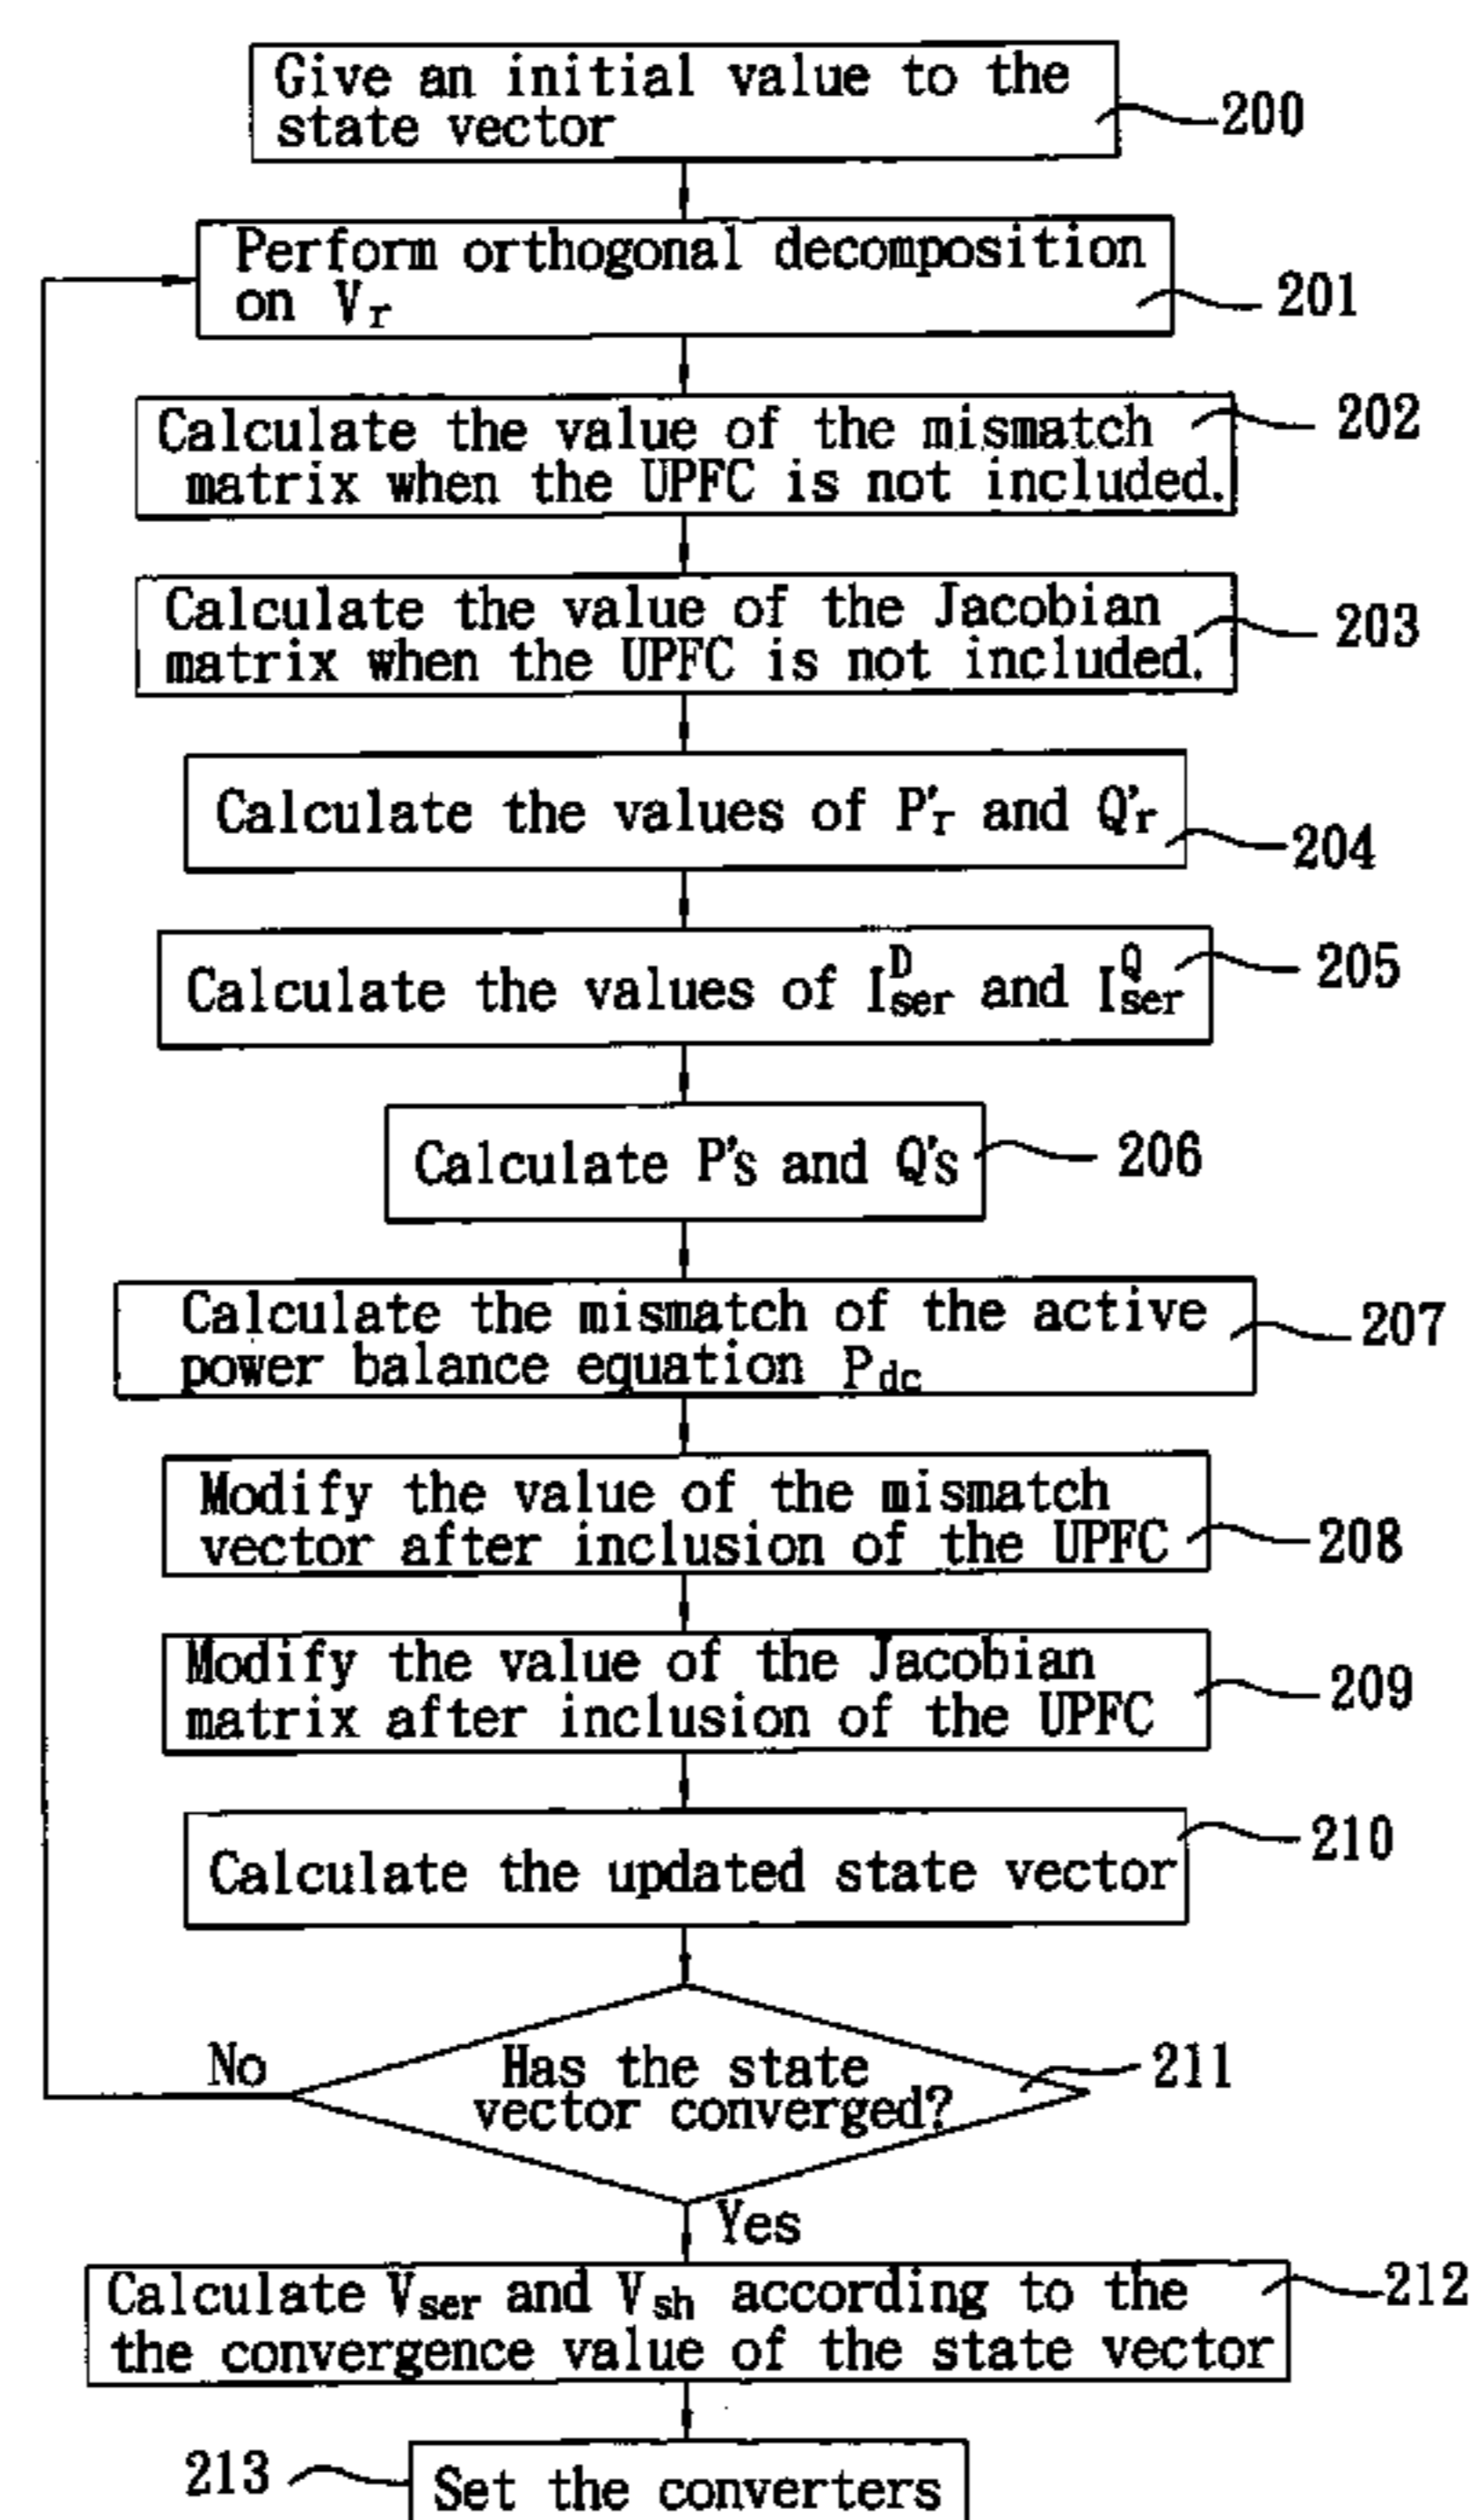 Give an initial value to the
state vector
200
Perform orthogonal decomposition
on Vr
201
Calculate the value of the mismatch
matrix when the UPFC is not included.
202
Calculate the value of the Jacobian
matrix when the UPFC is not included.
203
Calculate the values of P'r and Q'r
204
Calculate the values of I^D_ser and I^Q_ser
205
Calculate P's and Q's
206
Calculate the mismatch of the active
power balance equation Pdc
207
Modify the value of the mismatch
vector after inclusion of the UPFC
208
Modify the value of the Jacobian
matrix after inclusion of the UPFC
209
Calculate the updated state vector
210
Has the state
vector converged?
211
No
Yes
Calculate Vser and Vsh according to the
the convergence value of the state vector
212
213
Set the converters